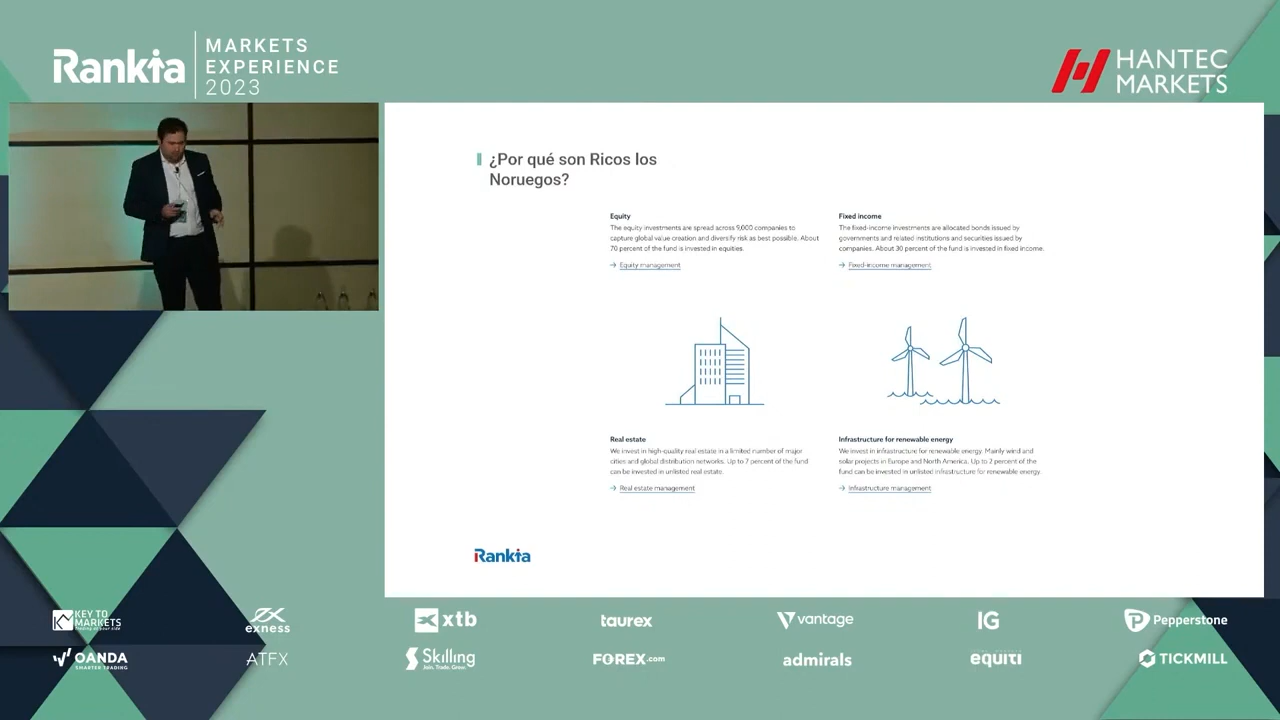 Rankia
MARKETS
EXPERIENCE
2023
HANTEC
MARKETS
¿Por qué son Ricos los
Noruegos?
Equity
The equity investments are spread across 9,000 companies to
capture global value creation and diversify risk as best possible. About
70 percent of the fund is invested in equities.
Equity management
Fixed income
The fixed-income investments are allocated bonds issued by
governments and related institutions and securities issued by
companies. About 30 percent of the fund is invested in fixed income.
Fixed-income management
Real estate
We invest in high-quality real estate in a limited number of major
cities and global distribution networks. Up to 7 percent of the fund
can be invested in unlisted real estate.
Real estate management
Infrastructure for renewable energy
We invest in infrastructure for renewable energy. Mainly wind and
solar projects in Europe and North America. Up to 2 percent of the
fund can be invested in unlisted infrastructure for renewable energy.
Infrastructure management
Rankia
KEY TO
MARKETS
Trading at your side
exness
xtb
taurex
vantage
IG
Pepperstone
OANDA
SMARTER TRADING
ATFX
Skilling
Join. Trade. Grow.
FOREX.com
admirals
equiti
TICKMILL